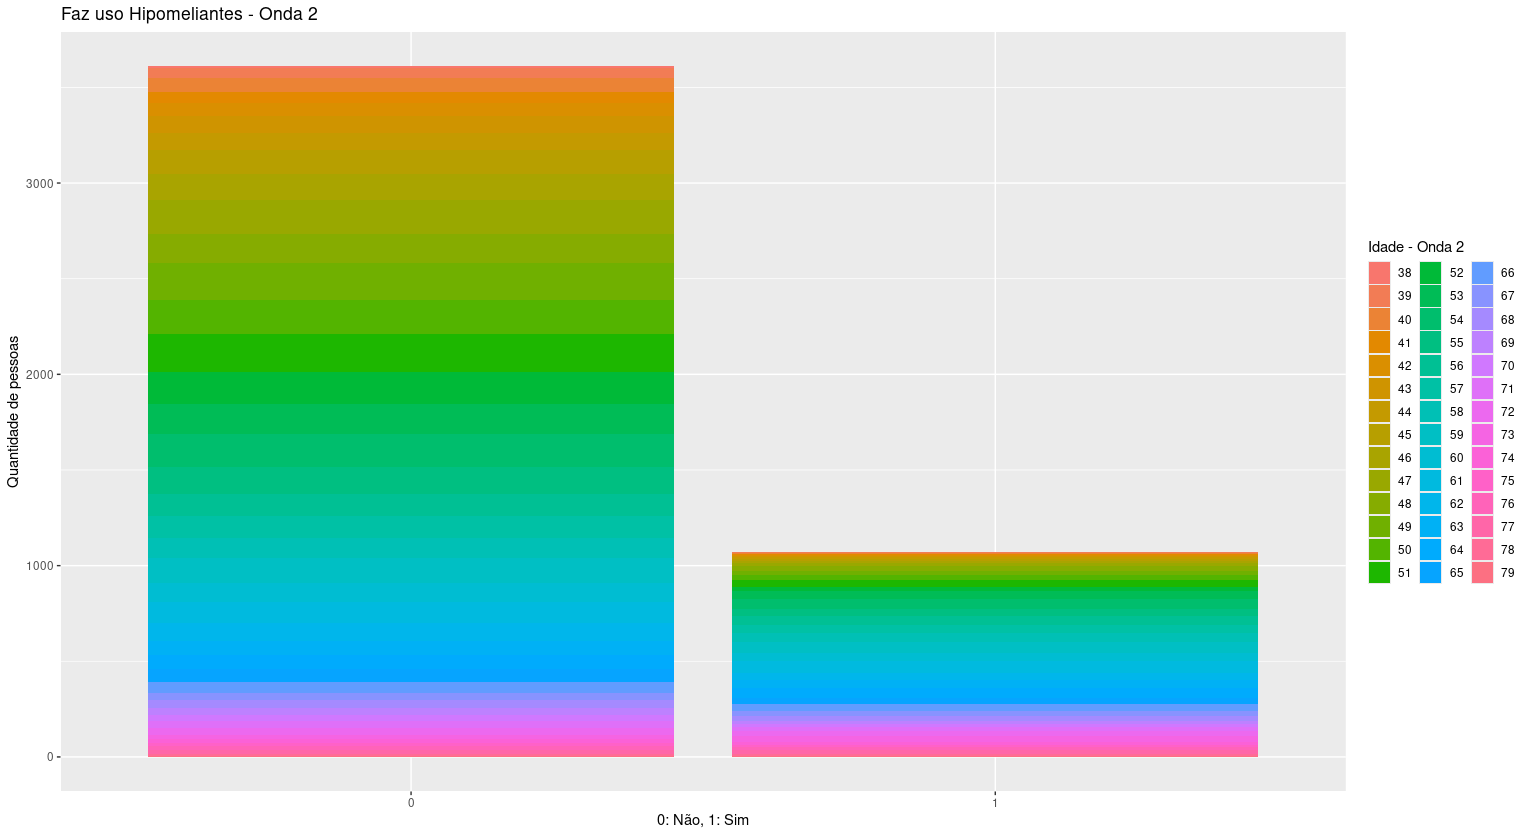 Faz uso Hipomeliantes - Onda 2
Quantidade de pessoas
3000
2000
1000
0
0
1
0: Não, 1: Sim
Idade - Onda 2
38 52 66
39 53 67
40 54 68
41 55 69
42 56 70
43 57 71
44 58 72
45 59 73
46 60 74
47 61 75
48 62 76
49 63 77
50 64 78
51 65 79